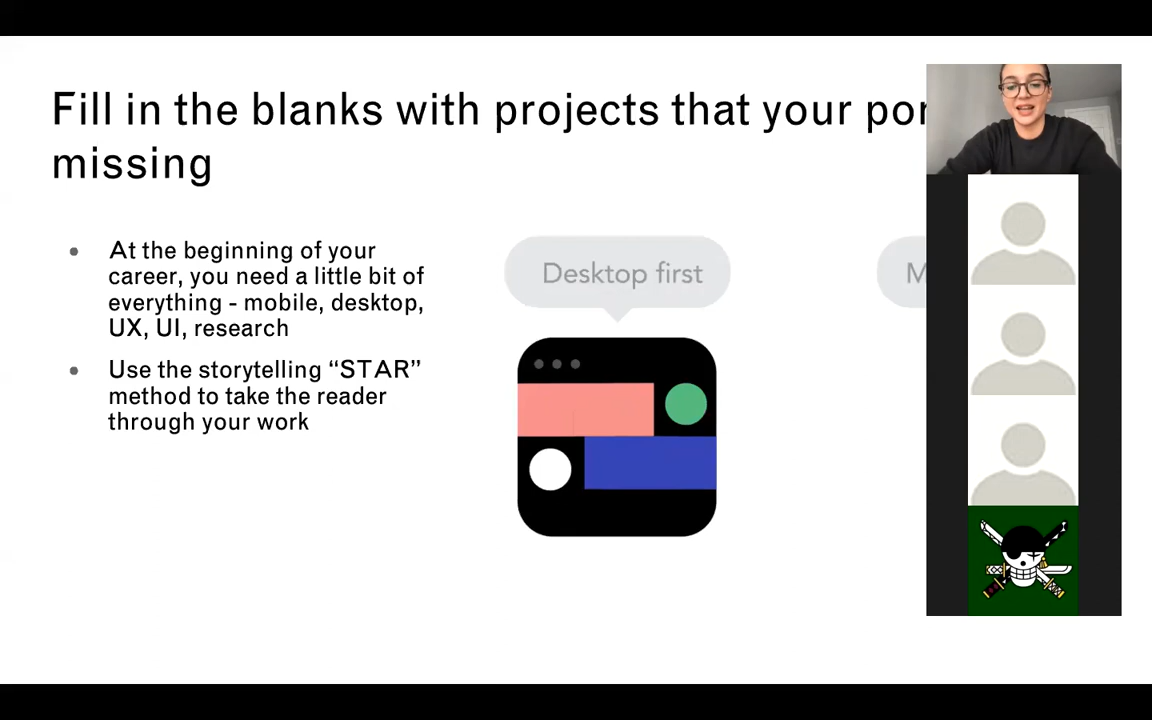 Fill in the blanks with projects that your por
missing
At the beginning of your
career, you need a little bit of
everything - mobile, desktop,
UX, UI, research
Use the storytelling “STAR”
method to take the reader
through your work
Desktop first
M